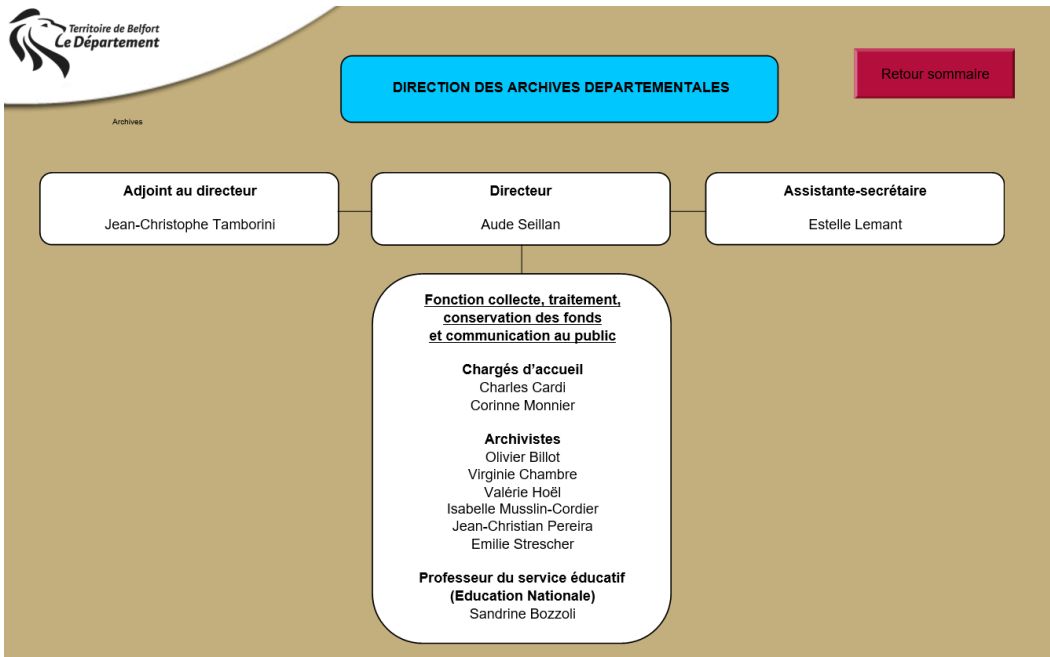 Territoire de Belfort
Le Département
DIRECTION DES ARCHIVES DEPARTEMENTALES
Retour sommaire
Archives
Adjoint au directeur
Jean-Christophe Tamborini
Directeur
Aude Seillan
Assistante-secrétaire
Estelle Lemant
Fonction collecte, traitement,
conservation des fonds
et communication au public
Chargés d’accueil
Charles Cardi
Corinne Monnier
Archivistes
Olivier Billot
Virginie Chambre
Valérie Hoël
Isabelle Musslin-Cordier
Jean-Christian Pereira
Emilie Strescher
Professeur du service éducatif
(Education Nationale)
Sandrine Bozzoli